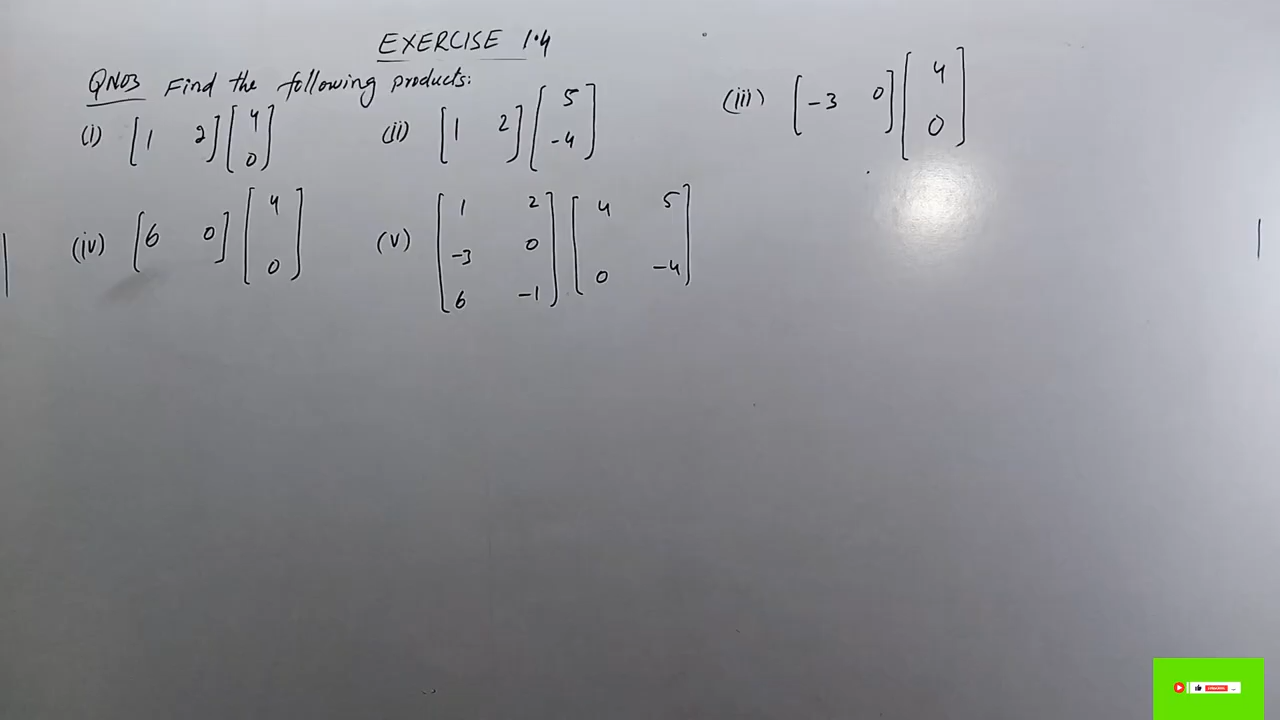 EXERCISE 1.4
QNO3 Find the following products:
(i) [1 2] [4 0]
(ii) [1 2] [5 -4]
(iii) [-3 0] [4 0]
(iv) [6 0] [4 0]
(v) [1 2 -3 0 6 -1] [4 5 0 -4]